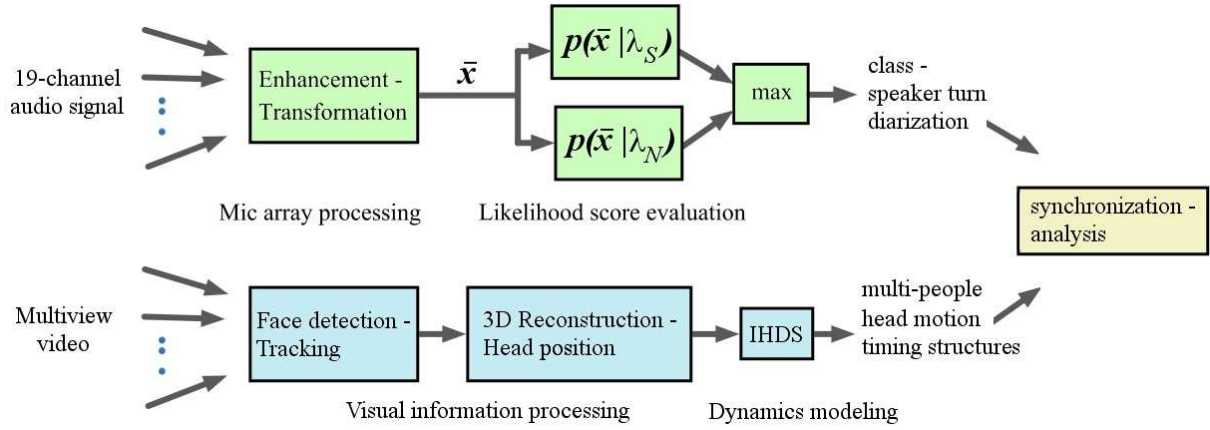 19-channel
audio signal
Enhancement -
Transformation
x̄
p(x̄ |λS)
p(x̄ |λN)
max
class -
speaker turn
diarization
Mic array processing
Likelihood score evaluation
synchronization -
analysis
Multiview
video
Face detection -
Tracking
3D Reconstruction -
Head position
IHDS
multi-people
head motion
timing structures
Visual information processing
Dynamics modeling